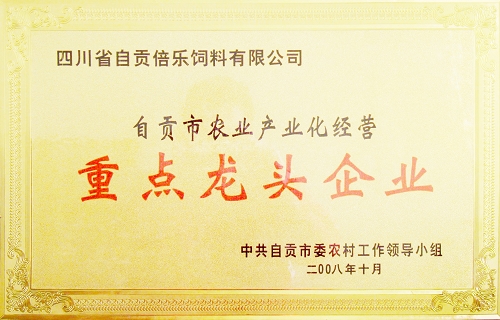 四川省自贡倍乐饲料有限公司
自贡市农业产业化经营
重点龙头企业
中共自贡市委农村工作领导小组
二00八年十月